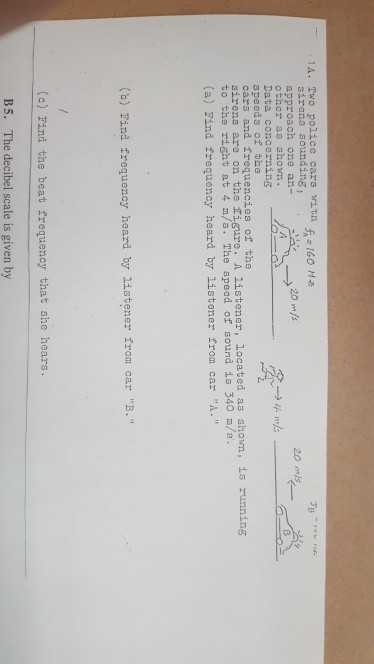 1A. Two police cars with f_A = 160 Hz
sirens sounding,
approach one an-
other as shown.
Data concerning
speeds of the
cars and frequencies of the
sirens are on the figure. A listener, located as shown, is running
to the right at 4 m/s. The speed of sound is 340 m/s.
A
20 m/s
L
4 m/s
20 m/s
B
(a) Find frequency heard by listener from car "A."
(b) Find frequency heard by listener from car "B."
(c) Find the beat frequency that she hears.
B5. The decibel scale is given by